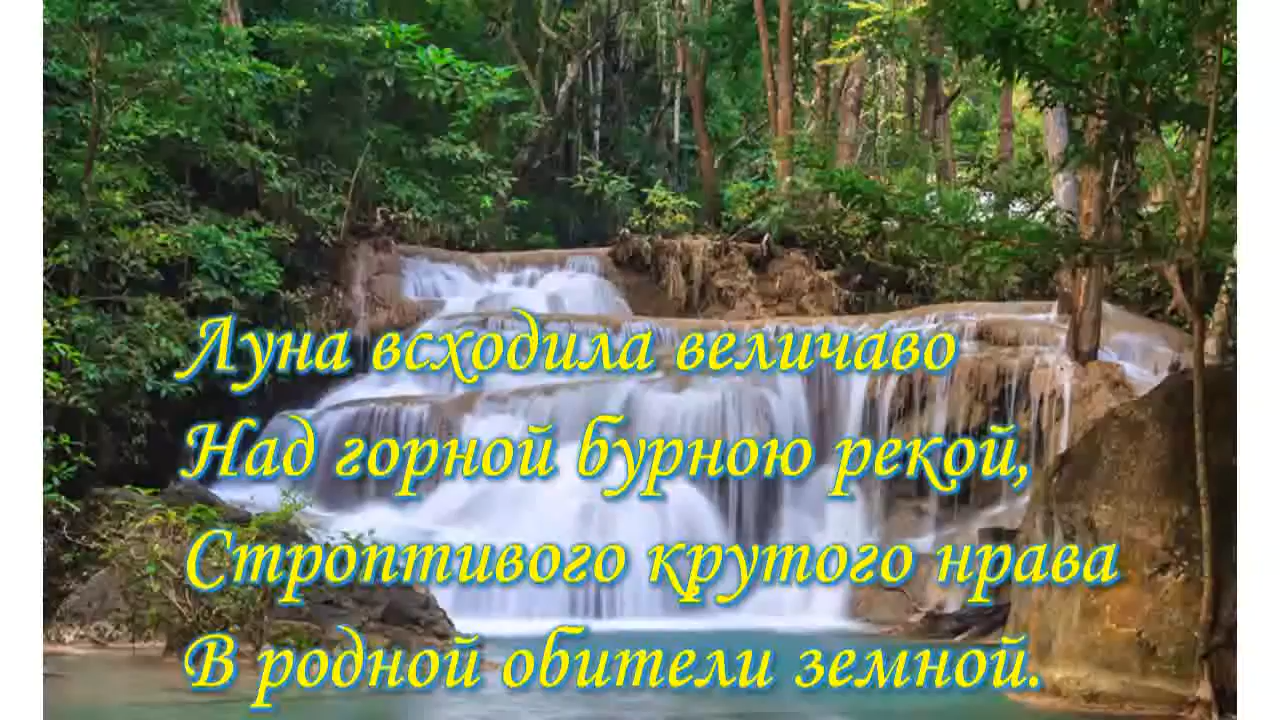 Луна всходила величаво
Над горной бурною рекой,
Строптивого крутого нрава
В родной обители земной.